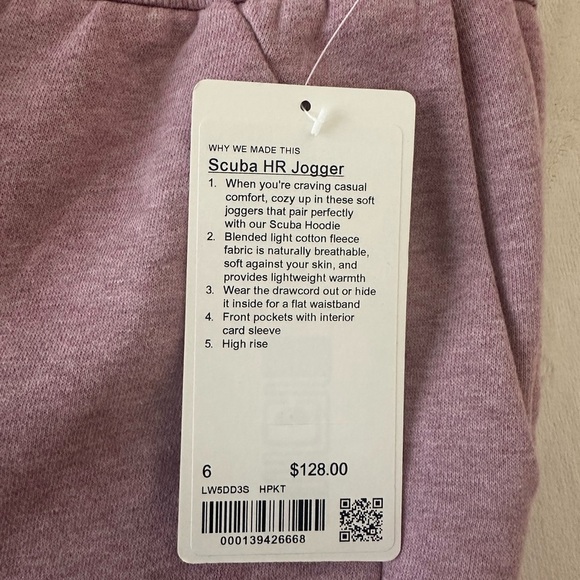 WHY WE MADE THIS
Scuba HR Jogger
1. When you're craving casual
comfort, cozy up in these soft
joggers that pair perfectly
with our Scuba Hoodie
2. Blended light cotton fleece
fabric is naturally breathable,
soft against your skin, and
provides lightweight warmth
3. Wear the drawcord out or hide
it inside for a flat waistband
4. Front pockets with interior
card sleeve
5. High rise
6 $128.00
LW5DD3S HPKT
000139426668